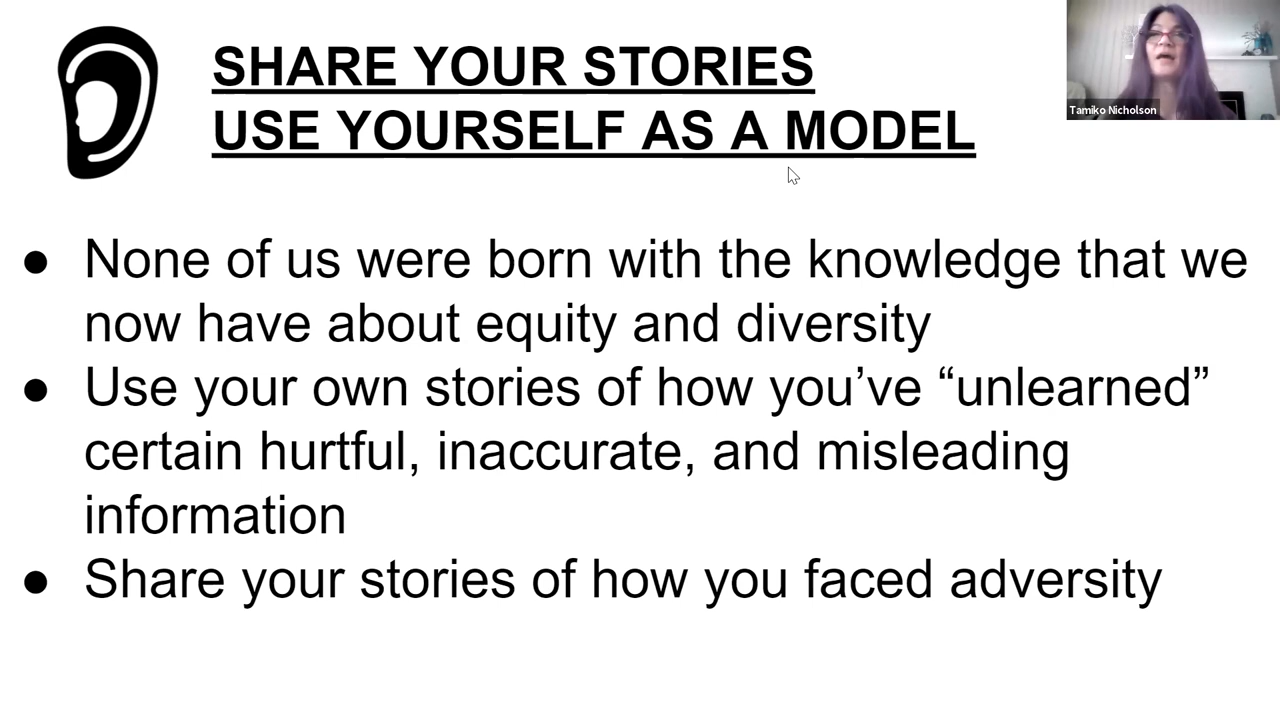 SHARE YOUR STORIES
USE YOURSELF AS A MODEL
Tamiko Nicholson
● None of us were born with the knowledge that we
now have about equity and diversity
● Use your own stories of how you’ve “unlearned”
certain hurtful, inaccurate, and misleading
information
● Share your stories of how you faced adversity